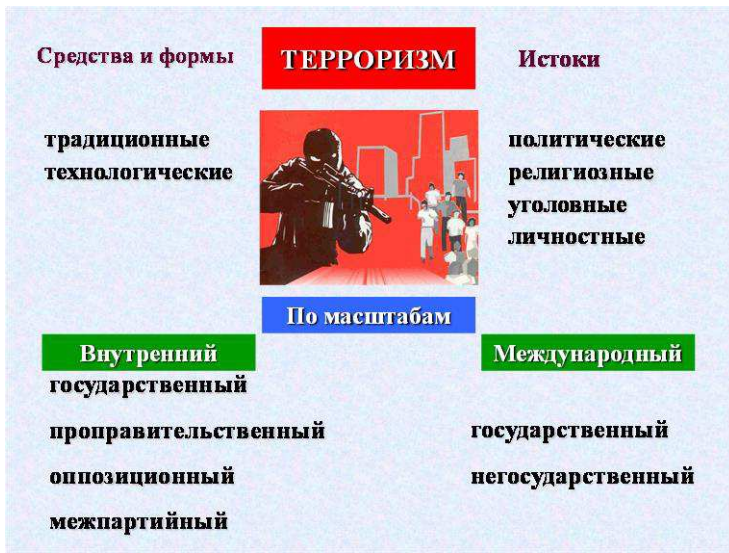 Средства и формы
ТЕРРОРИЗМ
Истоки
традиционные
технологические
политические
религиозные
уголовные
личностные
По масштабам
Внутренний
государственный
проправительственный
оппозиционный
межпартийный
Международный
государственный
негосударственный